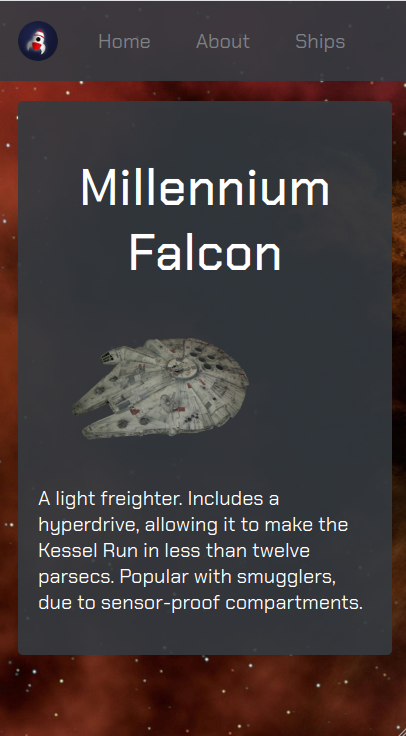 Home About Ships
Millennium
Falcon
A light freighter. Includes a
hyperdrive, allowing it to make the
Kessel Run in less than twelve
parsecs. Popular with smugglers,
due to sensor-proof compartments.